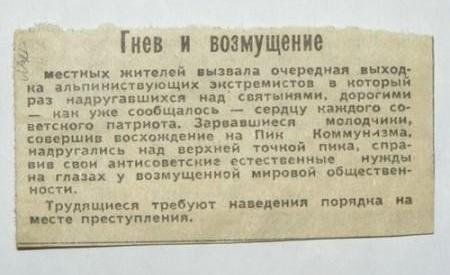 Гнев и возмущение
местных жителей вызвала очередная выход-
ка альпиниствующих экстремистов в который
раз надругавшихся над святынями, дорогими
— как уже сообщалось — сердцу каждого со-
ветского патриота. Зарвавшиеся молодчики,
совершив восхождение на Пик Коммунизма,
надругались над верхней точкой пика, спра-
вив свои антисоветские естественные нужды
на глазах у возмущенной мировой обществен-
ности.
Трудящиеся требуют наведения порядка на
месте преступления.